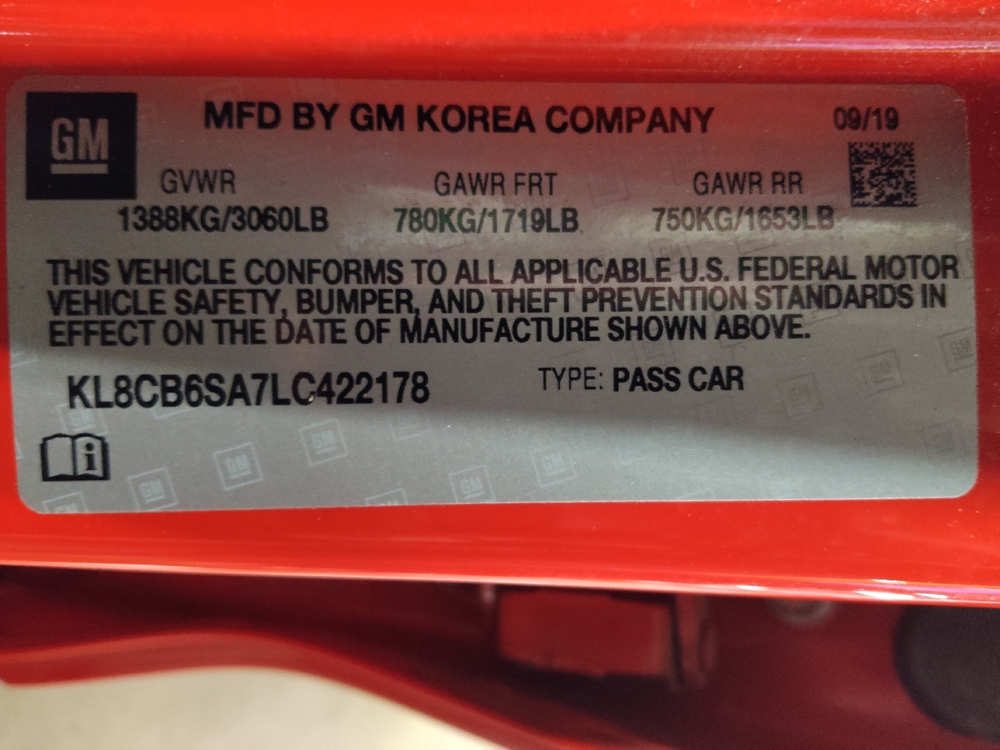 GM
MFD BY GM KOREA COMPANY 09/19
GVWR GAWR FRT GAWR RR
1388KG/3060LB 780KG/1719LB 750KG/1653LB
THIS VEHICLE CONFORMS TO ALL APPLICABLE U.S. FEDERAL MOTOR
VEHICLE SAFETY, BUMPER, AND THEFT PREVENTION STANDARDS IN
EFFECT ON THE DATE OF MANUFACTURE SHOWN ABOVE.
KL8CB6SA7LC422178 TYPE: PASS CAR
i